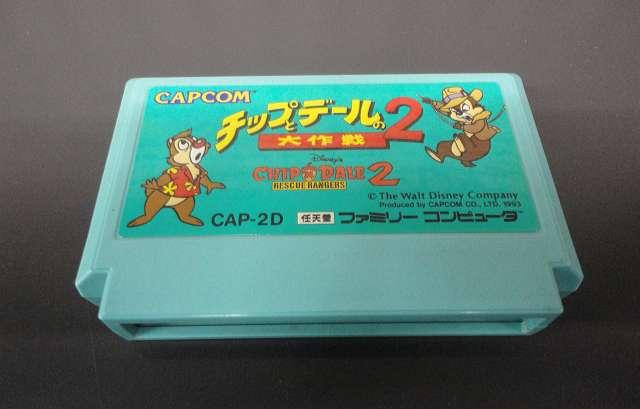 CAPCOM
チップとデールの大作戦2
Disney's
CHIP 'N DALE 2
RESCUE RANGERS
© The Walt Disney Company
Produced by CAPCOM CO., LTD. 1993
CAP-2D 任天堂 ファミリー コンピュータ